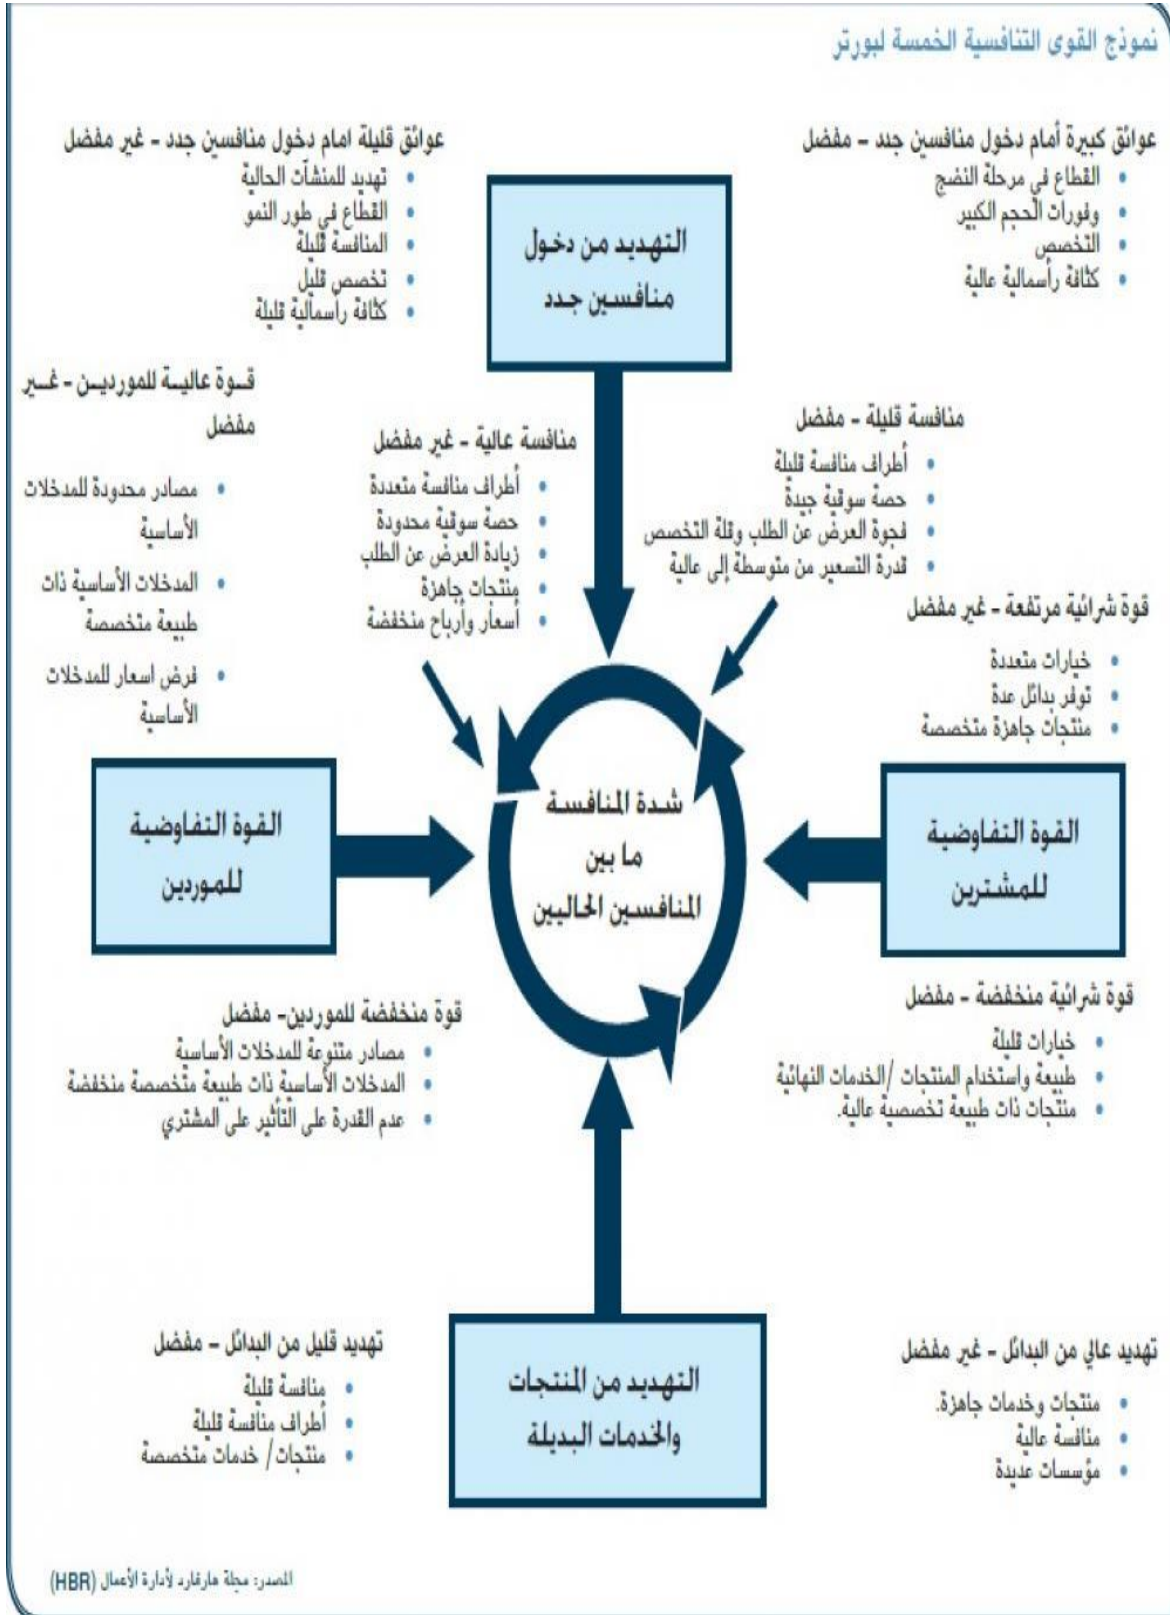 نموذج القوى التنافسية الخمسة لبورتر
عوائق كبيرة أمام دخول منافسين جدد – مفضل
• القطاع في مرحلة النضج
• وفورات الحجم الكبير
• التخصص
• كثافة رأسمالية عالية
التهديد من دخول
منافسين جدد
عوائق قليلة امام دخول منافسين جدد – غير مفضل
• تهديد للمنشآت الحالية
• القطاع في طور النمو
• المنافسة قليلة
• تخصص قليل
• كثافة رأسمالية قليلة
منافسة قليلة – مفضل
• أطراف منافسة قليلة
• حصة سوقية جيدة
• فجوة العرض عن الطلب وقلة التخصص
• قدرة التسعير من متوسطة إلى عالية
منافسة عالية – غير مفضل
• أطراف منافسة متعددة
• حصة سوقية محدودة
• زيادة العرض عن الطلب
• منتجات جاهزة
• أسعار وأرباح منخفضة
قوة عالية للموردين – غير
مفضل
• مصادر محدودة للمدخلات
الأساسية
• المدخلات الأساسية ذات
طبيعة متخصصة
• فرض اسعار للمدخلات
الأساسية
قوة شرائية مرتفعة – غير مفضل
• خيارات متعددة
• توفر بدائل عدة
• منتجات جاهزة متخصصة
القوة التفاوضية
للمشترين
شدة المنافسة
ما بين
المنافسين الحاليين
القوة التفاوضية
للموردين
قوة شرائية منخفضة – مفضل
• خيارات قليلة
• طبيعة واستخدام المنتجات /الخدمات النهائية
• منتجات ذات طبيعة تخصصية عالية.
قوة منخفضة للموردين– مفضل
• مصادر متنوعة للمدخلات الأساسية
• المدخلات الأساسية ذات طبيعة متخصصة منخفضة
• عدم القدرة على التأثير على المشتري
تهديد عالي من البدائل – غير مفضل
• منتجات وخدمات جاهزة.
• منافسة عالية
• مؤسسات عديدة
التهديد من المنتجات
والخدمات البديلة
تهديد قليل من البدائل – مفضل
• منافسة قليلة
• أطراف منافسة قليلة
• منتجات/ خدمات متخصصة
المصدر: مجلة هارفارد لأدارة الأعمال (HBR)